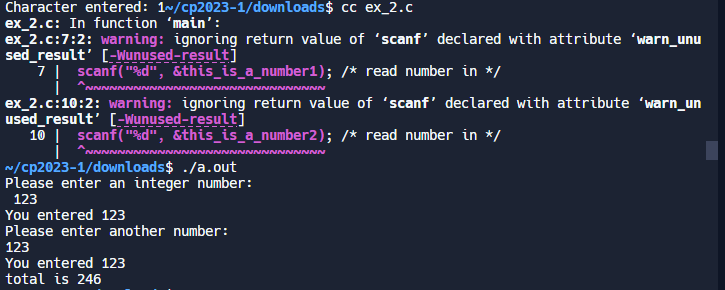 Character entered: 1~/cp2023-1/downloads$ cc ex_2.c
ex_2.c: In function ‘main’:
ex_2.c:7:2: warning: ignoring return value of ‘scanf’ declared with attribute ‘warn_unu
sed_result’ [-Wunused-result]
7 | scanf("%d", &this_is_a_number1); /* read number in */
| ^~~~~~~~~~~~~~~~~~~~~~~~~~~~~~~
ex_2.c:10:2: warning: ignoring return value of ‘scanf’ declared with attribute ‘warn_un
used_result’ [-Wunused-result]
10 | scanf("%d", &this_is_a_number2); /* read number in */
| ^~~~~~~~~~~~~~~~~~~~~~~~~~~~~~~
~/cp2023-1/downloads$ ./a.out
Please enter an integer number:
123
You entered 123
Please enter another number:
123
You entered 123
total is 246